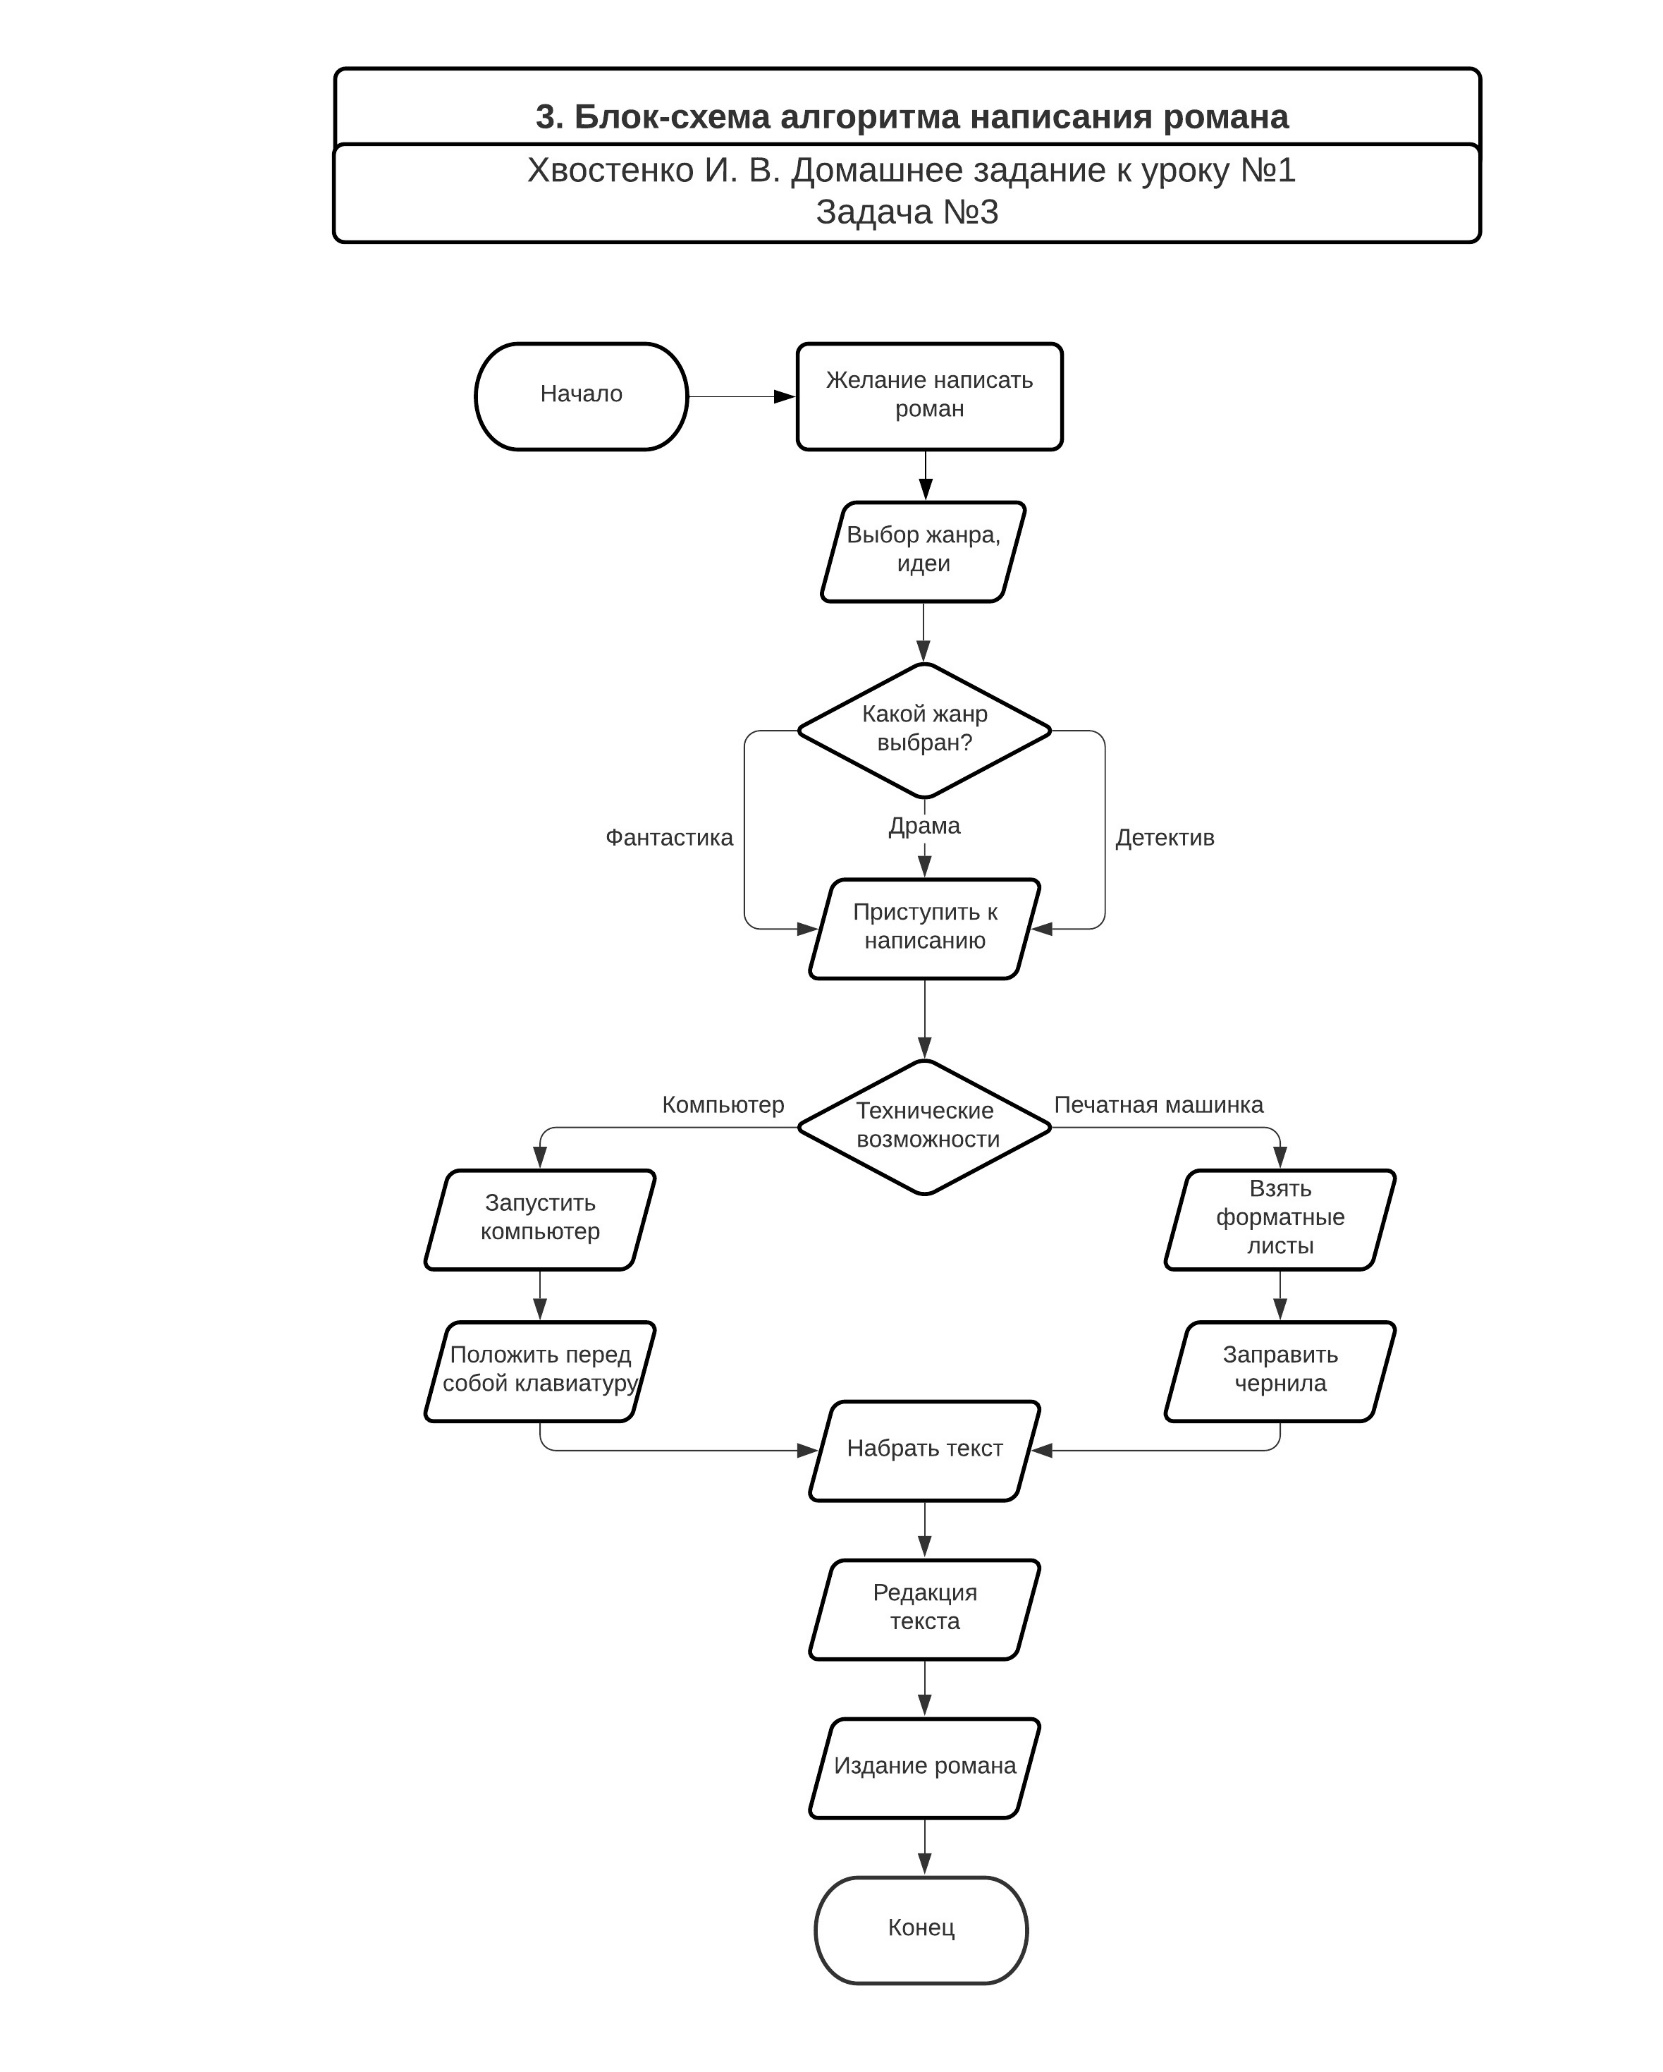 3. Блок-схема алгоритма написания романа
Хвостенко И. В. Домашнее задание к уроку №1
Задача №3
Начало
Желание написать
роман
Выбор жанра,
идеи
Какой жанр
выбран?
Фантастика
Драма
Детектив
Приступить к
написанию
Компьютер
Технические
возможности
Печатная машинка
Запустить
компьютер
Взять
форматные
листы
Положить перед
собой клавиатуру
Заправить
чернила
Набрать текст
Редакция
текста
Издание романа
Конец